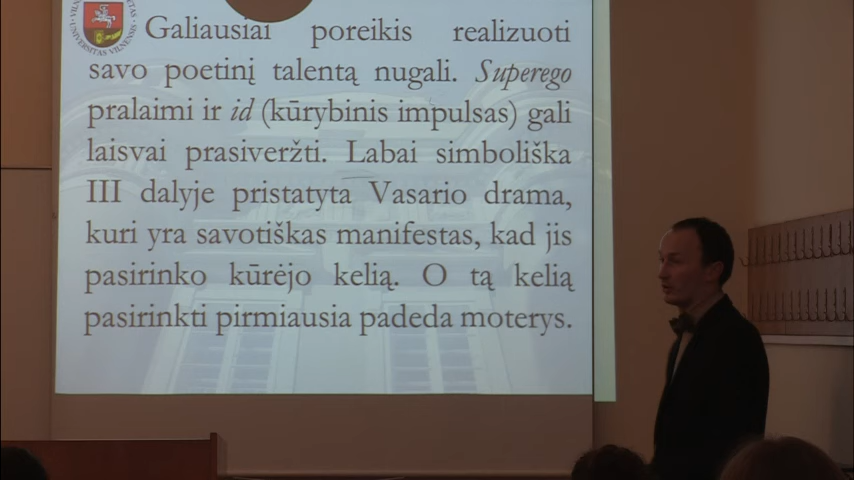 Galiausiai poreikis realizuoti
savo poetinį talentą nugali. Superego
pralaimi ir id (kūrybinis impulsas) gali
laisvai prasiveržti. Labai simboliška
III dalyje pristatyta Vasario drama,
kuri yra savotiškas manifestas, kad jis
pasirinko kūrėjo kelią. O tą kelią
pasirinkti pirmiausia padeda moterys.
UNIVERSITAS VILNENSIS